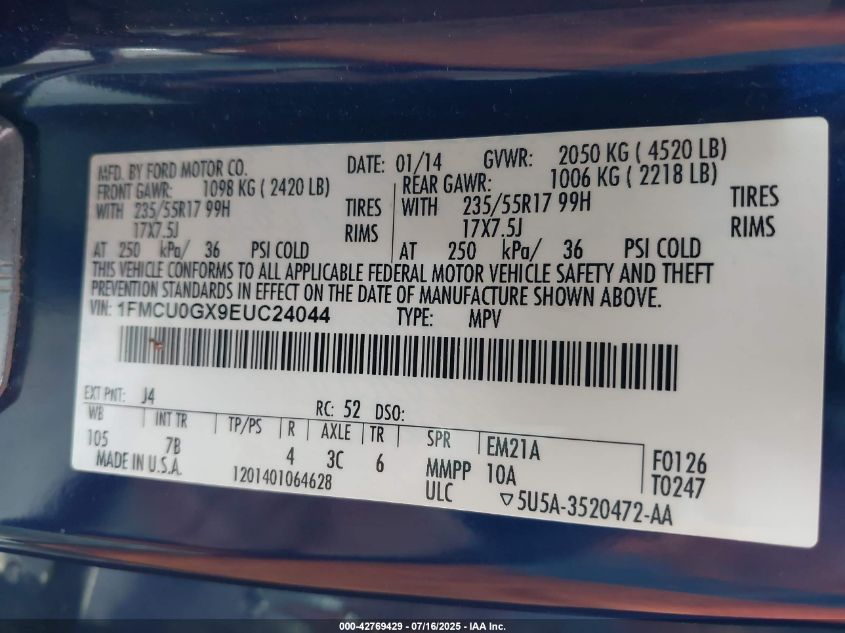 MFD. BY FORD MOTOR CO. DATE: 01/14 GVWR: 2050 KG ( 4520 LB)
FRONT GAWR: 1098 KG ( 2420 LB) REAR GAWR: 1006 KG ( 2218 LB)
WITH 235/55R17 99H TIRES WITH 235/55R17 99H TIRES
17X7.5J RIMS 17X7.5J RIMS
AT 250 kPa/ 36 PSI COLD AT 250 kPa/ 36 PSI COLD
THIS VEHICLE CONFORMS TO ALL APPLICABLE FEDERAL MOTOR VEHICLE SAFETY AND THEFT
PREVENTION STANDARDS IN EFFECT ON THE DATE OF MANUFACTURE SHOWN ABOVE.
VIN: 1FMCU0GX9EUC24044 TYPE: MPV
EXT PNT: J4 RC: 52 DSO:
WB INT TR TP/PS R AXLE TR SPR EM21A F0126
105 7B 4 3C 6 MMPP 10A T0247
MADE IN U.S.A. 1201401064628 ULC ▽5U5A-3520472-AA
000-42769429 - 07/16/2025 - IAA Inc.